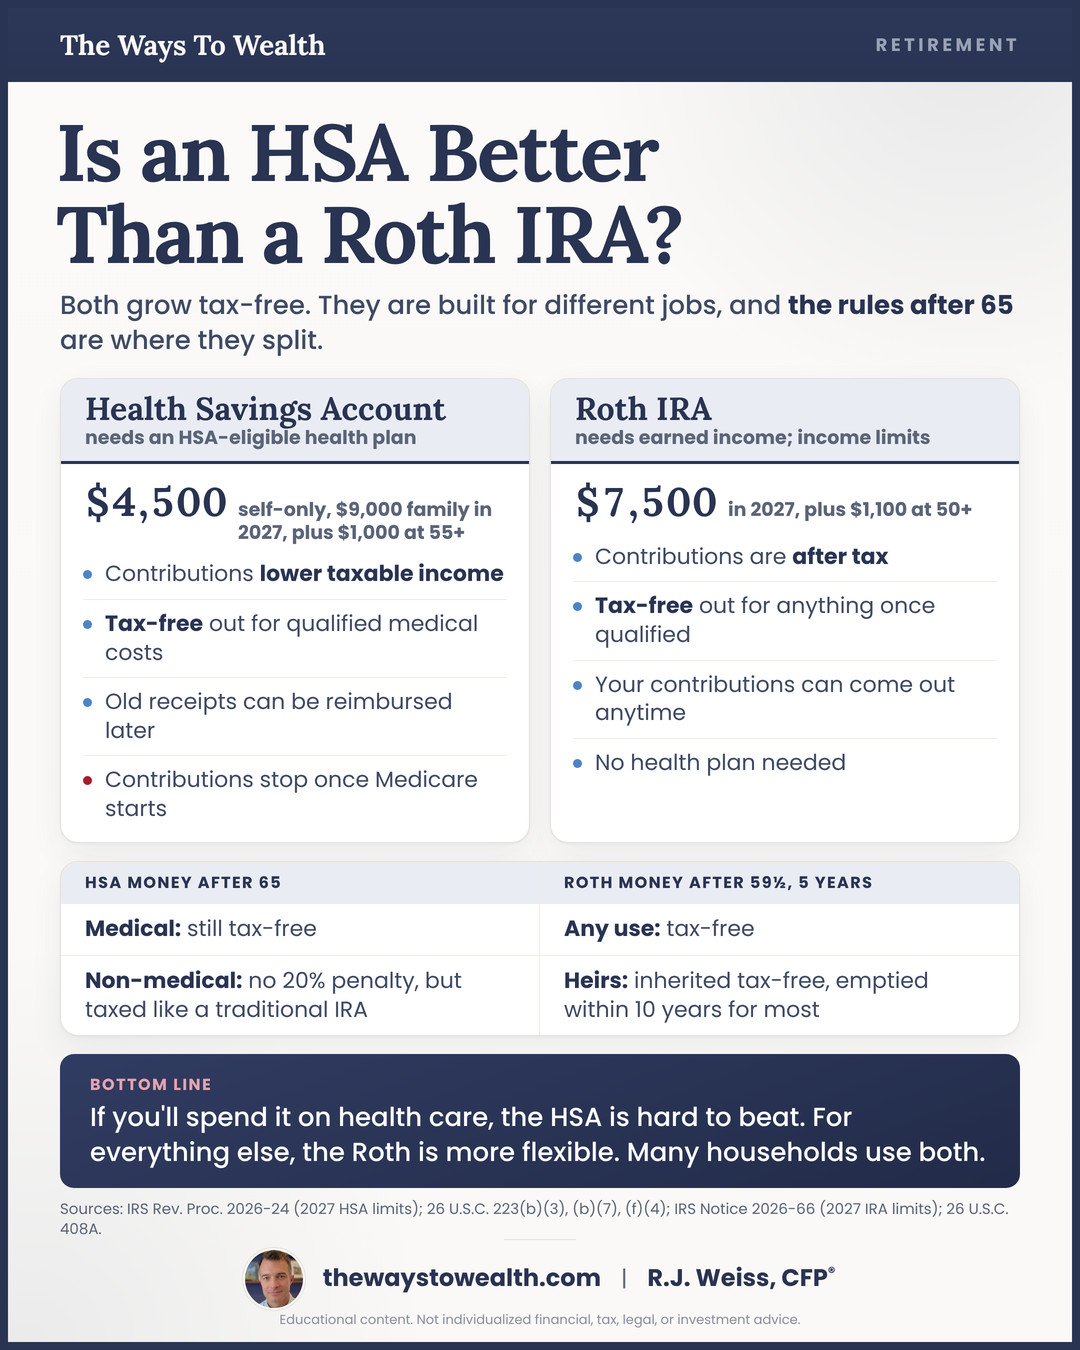 The Ways To Wealth
RETIREMENT
Is an HSA Better
Than a Roth IRA?
Both grow tax-free. They are built for different jobs, and the rules after 65
are where they split.
Health Savings Account
needs an HSA-eligible health plan
$4,500 self-only, $9,000 family in
2027, plus $1,000 at 55+
Contributions lower taxable income
Tax-free out for qualified medical
costs
Old receipts can be reimbursed
later
Contributions stop once Medicare
starts
Roth IRA
needs earned income; income limits
$7,500 in 2027, plus $1,100 at 50+
Contributions are after tax
Tax-free out for anything once
qualified
Your contributions can come out
anytime
No health plan needed
HSA MONEY AFTER 65
ROTH MONEY AFTER 59½, 5 YEARS
Medical: still tax-free
Any use: tax-free
Non-medical: no 20% penalty, but
taxed like a traditional IRA
Heirs: inherited tax-free, emptied
within 10 years for most
BOTTOM LINE
If you'll spend it on health care, the HSA is hard to beat. For
everything else, the Roth is more flexible. Many households use both.
Sources: IRS Rev. Proc. 2026-24 (2027 HSA limits); 26 U.S.C. 223(b)(3), (b)(7), (f)(4); IRS Notice 2026-66 (2027 IRA limits); 26 U.S.C.
408A.
thewaystowealth.com | R.J. Weiss, CFP®
Educational content. Not individualized financial, tax, legal, or investment advice.